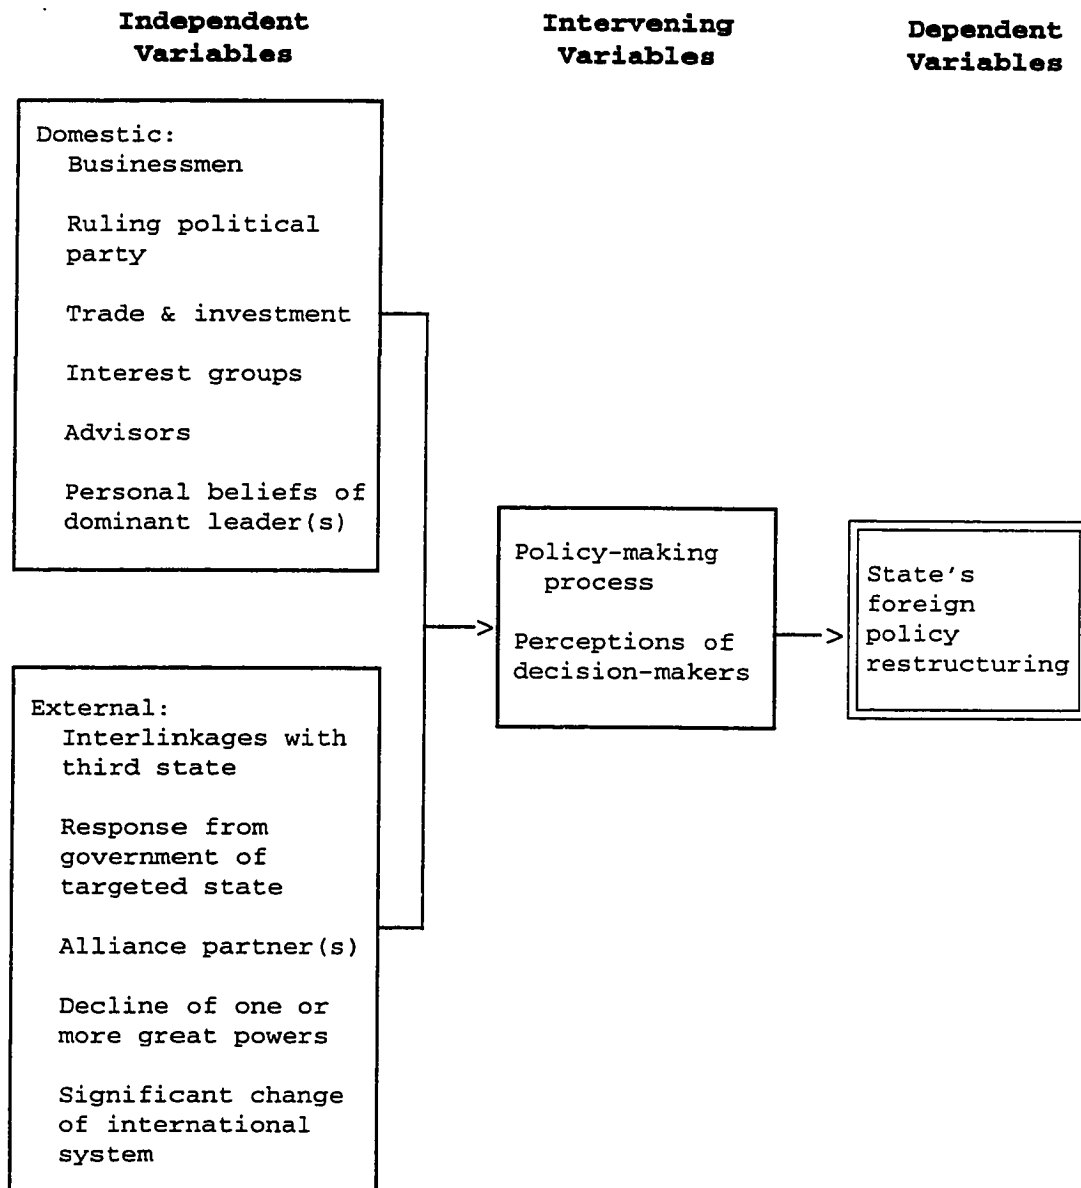 Independent
Variables
Intervening
Variables
Dependent
Variables
Domestic:
Businessmen
Ruling political
party
Trade & investment
Interest groups
Advisors
Personal beliefs of
dominant leader(s)
External:
Interlinkages with
third state
Response from
government of
targeted state
Alliance partner(s)
Decline of one or
more great powers
Significant change
of international
system
Policy-making
process
Perceptions of
decision-makers
State's
foreign
policy
restructuring